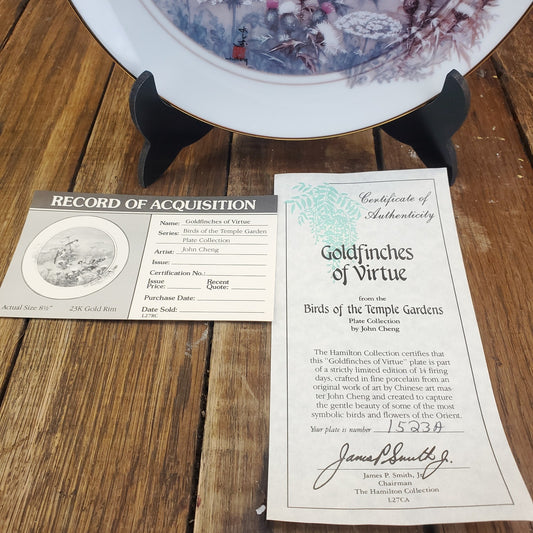 RECORD OF ACQUISITION
Name: Goldfinches of Virtue
Series: Birds of the Temple Garden
Plate Collection
Artist: John Cheng
Issue:
Certification No.:
Issue Price: Recent Quote:
Purchase Date:
Date Sold:
L27RC
Actual Size 8½" 23K Gold Rim
Certificate of
Authenticity
Goldfinches
of Virtue
from the
Birds of the Temple Gardens
Plate Collection
by John Cheng
The Hamilton Collection certifies that
this "Goldfinches of Virtue" plate is part
of a strictly limited edition of 14 firing
days, crafted in fine porcelain from an
original work of art by Chinese art mas-
ter John Cheng and created to capture
the gentle beauty of some of the most
symbolic birds and flowers of the Orient.
Your plate is number 1523A
James P. Smith, Jr.
James P. Smith, Jr.
Chairman
The Hamilton Collection
L27CA